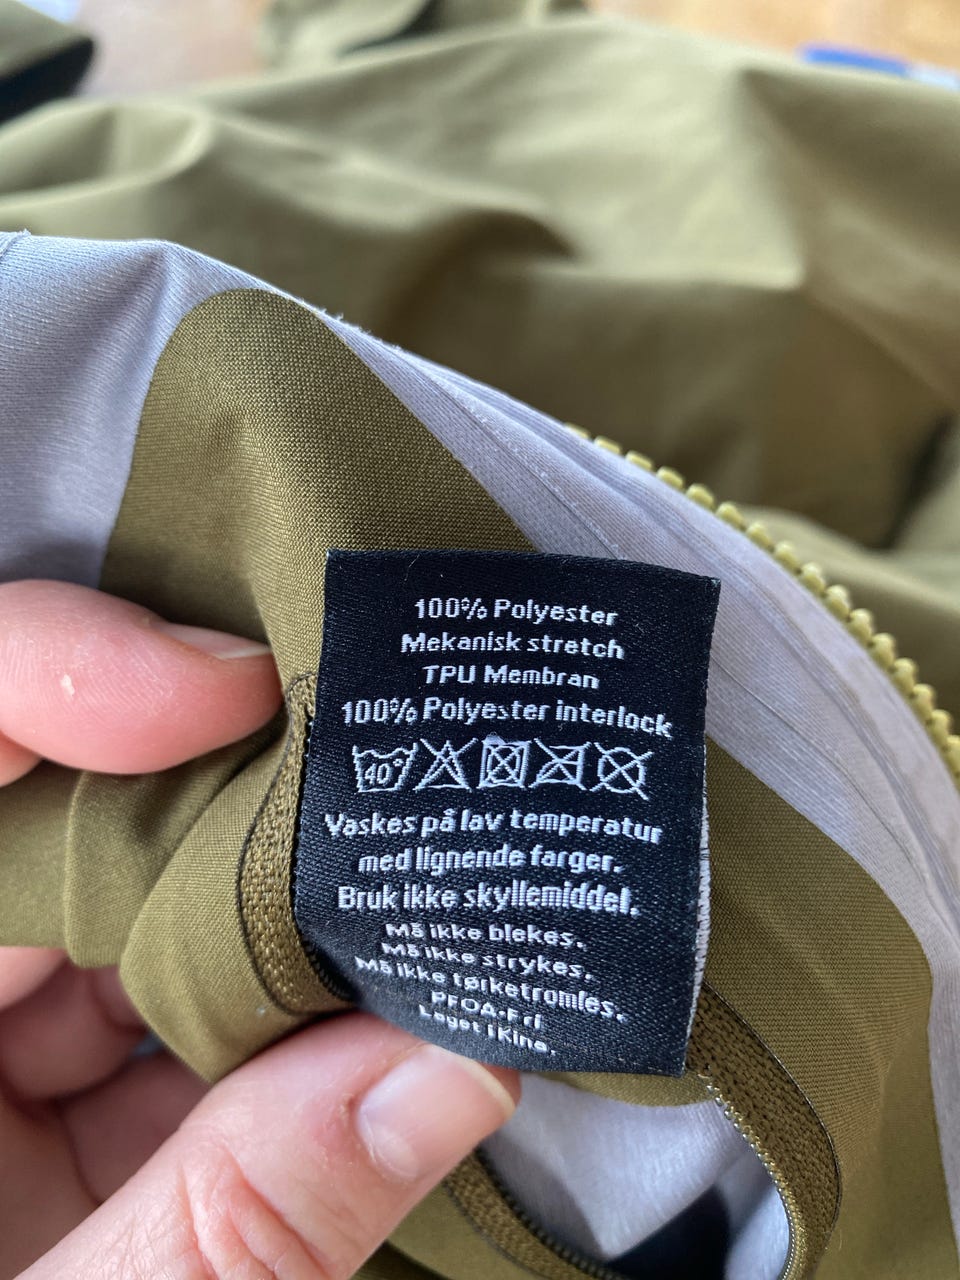 100% Polyester
Mekanisk stretch
TPU Membran
100% Polyester interlock
40°
Vaskes på lav temperatur
med lignende farger.
Bruk ikke skyllemiddel.
Må ikke blekes.
Må ikke strykes.
Må ikke tørketromles.
PFOA-Fri
Laget i Kina.